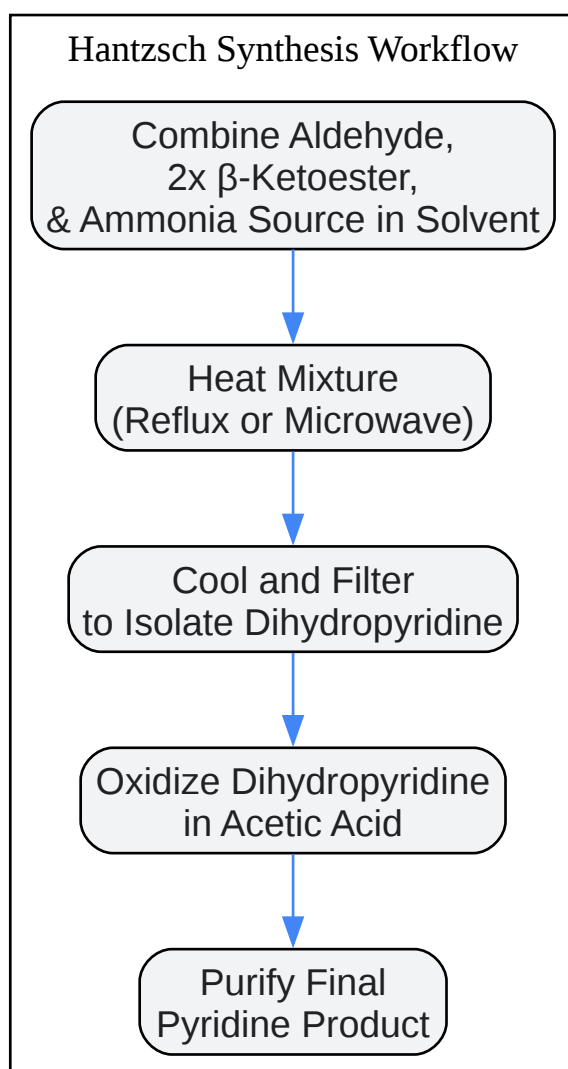 Hantzsch Synthesis Workflow
Combine Aldehyde,
2x β-Ketoester,
& Ammonia Source in Solvent
Heat Mixture
(Reflux or Microwave)
Cool and Filter
to Isolate Dihydropyridine
Oxidize Dihydropyridine
in Acetic Acid
Purify Final
Pyridine Product